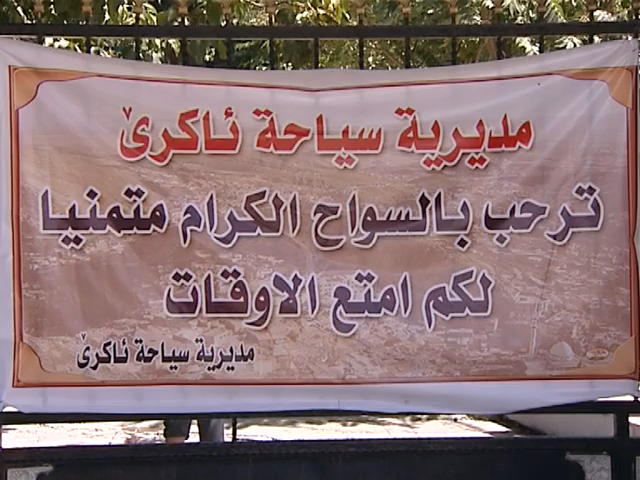 مديرية سياحة ئاكرێ
ترحب بالسواح الكرام متمنيا
لكم امتع الاوقات
مديرية سياحة ئاكرێ